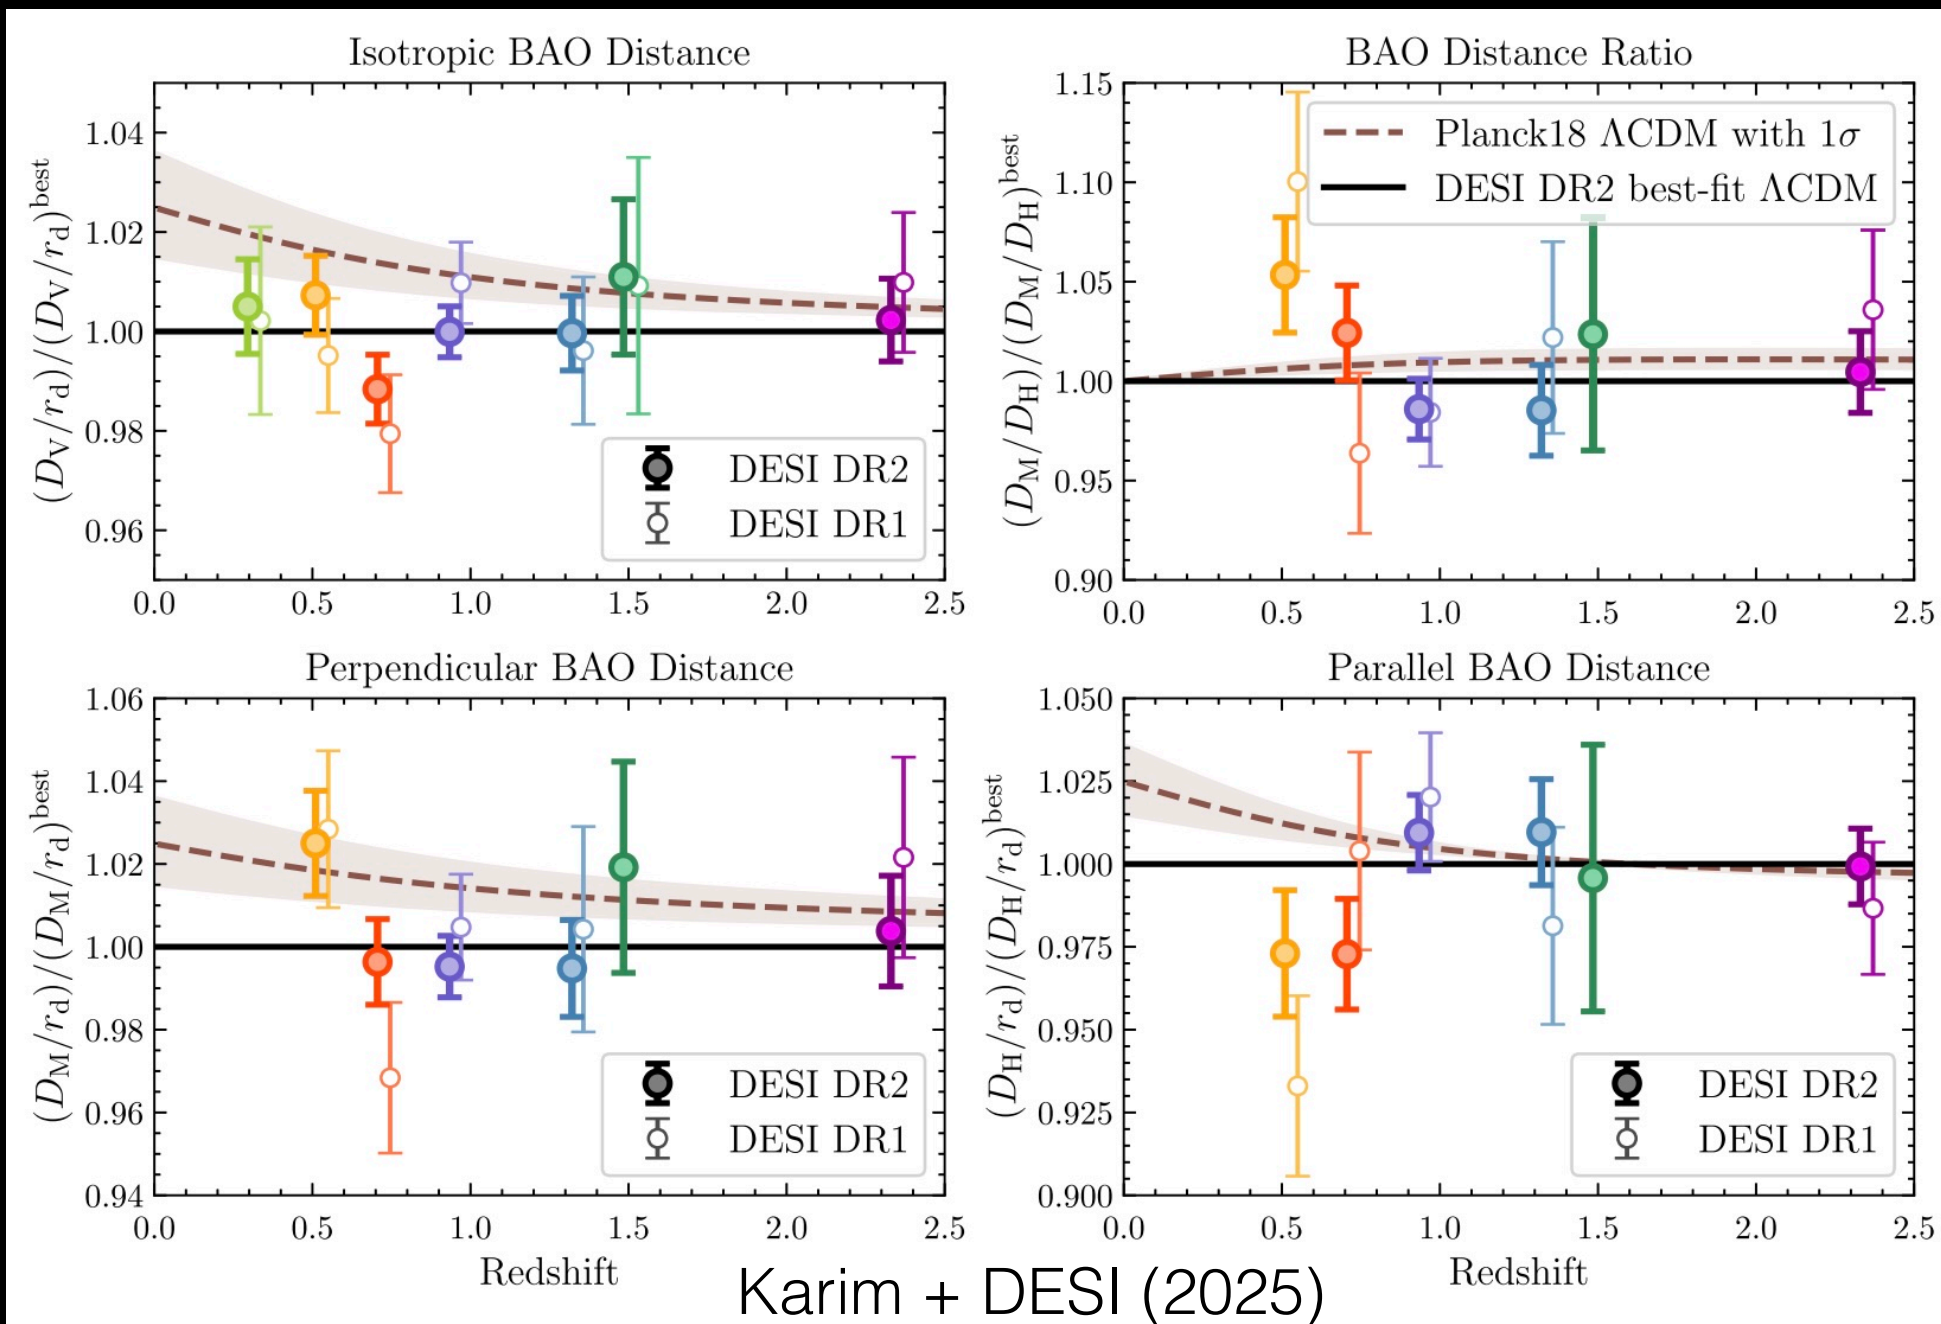 Isotropic BAO Distance
(D_V/r_d)/(D_V/r_d)^best
1.04
1.02
1.00
0.98
0.96
DESI DR2
DESI DR1
0.0 0.5 1.0 1.5 2.0 2.5
BAO Distance Ratio
(D_M/D_H)/(D_M/D_H)^best
1.15
1.10
1.05
1.00
0.95
0.90
Planck18 ΛCDM with 1σ
DESI DR2 best-fit ΛCDM
0.0 0.5 1.0 1.5 2.0 2.5
Perpendicular BAO Distance
(D_M/r_d)/(D_M/r_d)^best
1.06
1.04
1.02
1.00
0.98
0.96
0.94
DESI DR2
DESI DR1
0.0 0.5 1.0 1.5 2.0 2.5
Redshift
Parallel BAO Distance
(D_H/r_d)/(D_H/r_d)^best
1.050
1.025
1.000
0.975
0.950
0.925
0.900
DESI DR2
DESI DR1
0.0 0.5 1.0 1.5 2.0 2.5
Redshift
Karim + DESI (2025)